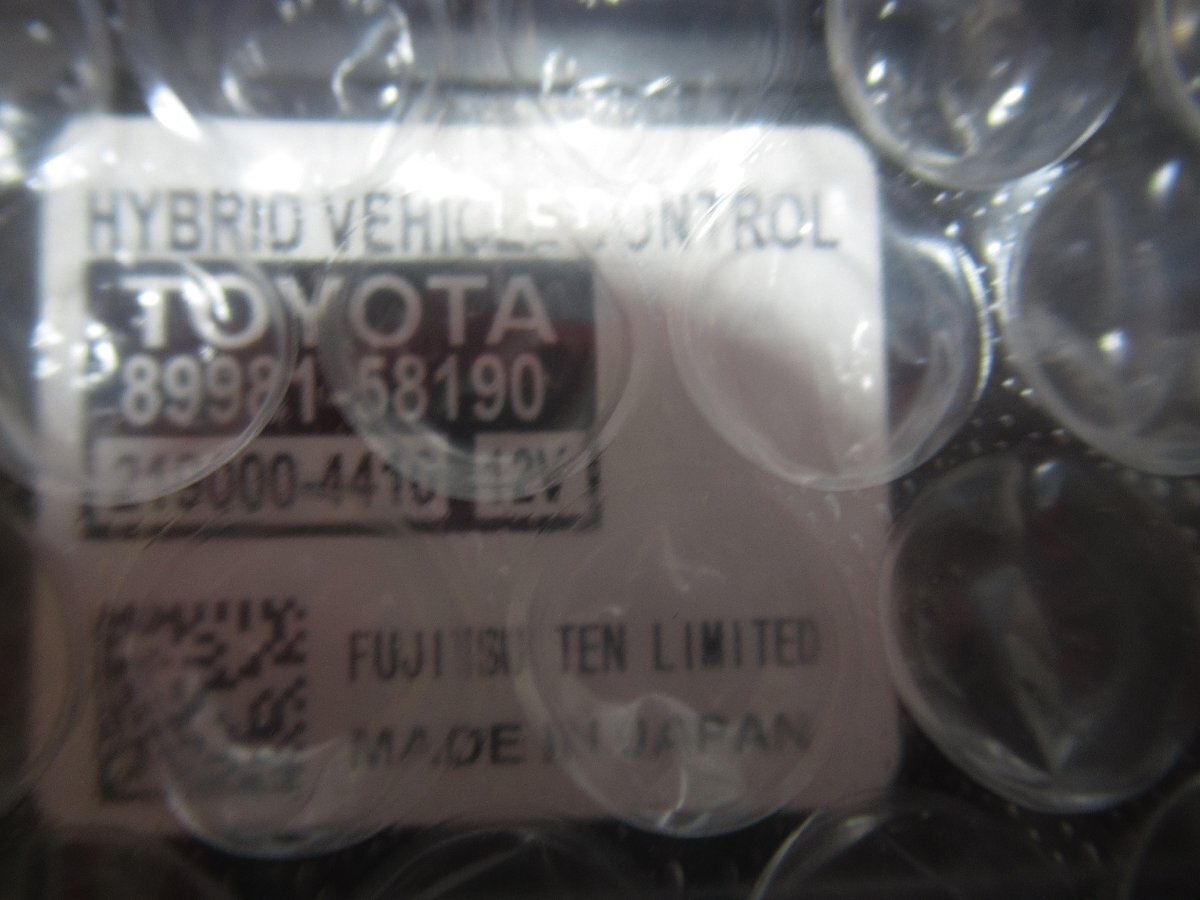 HYBRID VEHICLE CONTROL
TOYOTA
89981-58190
12V
FUJITSU TEN LIMITED
MADE IN JAPAN